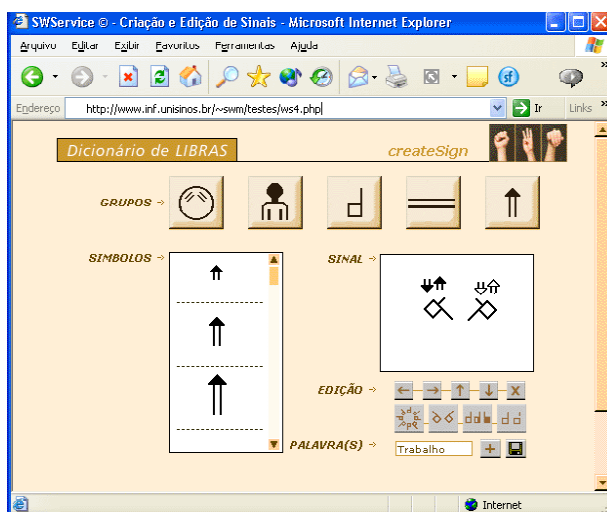 SWService © - Criação e Edição de Sinais - Microsoft Internet Explorer
Arquivo Editar Exibir Favoritos Ferramentas Ajuda
Endereço http://www.inf.unisinos.br/~swm/testes/ws4.php Ir Links »
Dicionário de LIBRAS createSign
GRUPOS
SIMBOLOS SINAL
EDIÇÃO
PALAVRA(S) Trabalho
Internet